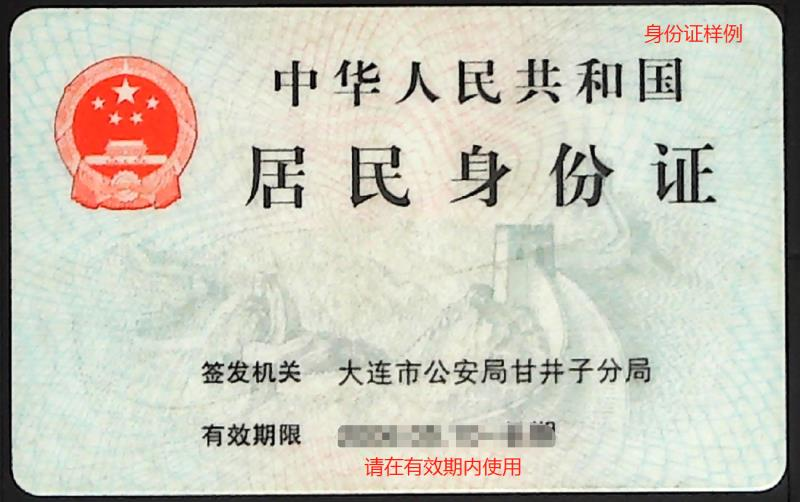 身份证样例
中华人民共和国
居民身份证
签发机关 大连市公安局甘井子分局
有效期限
请在有效期内使用